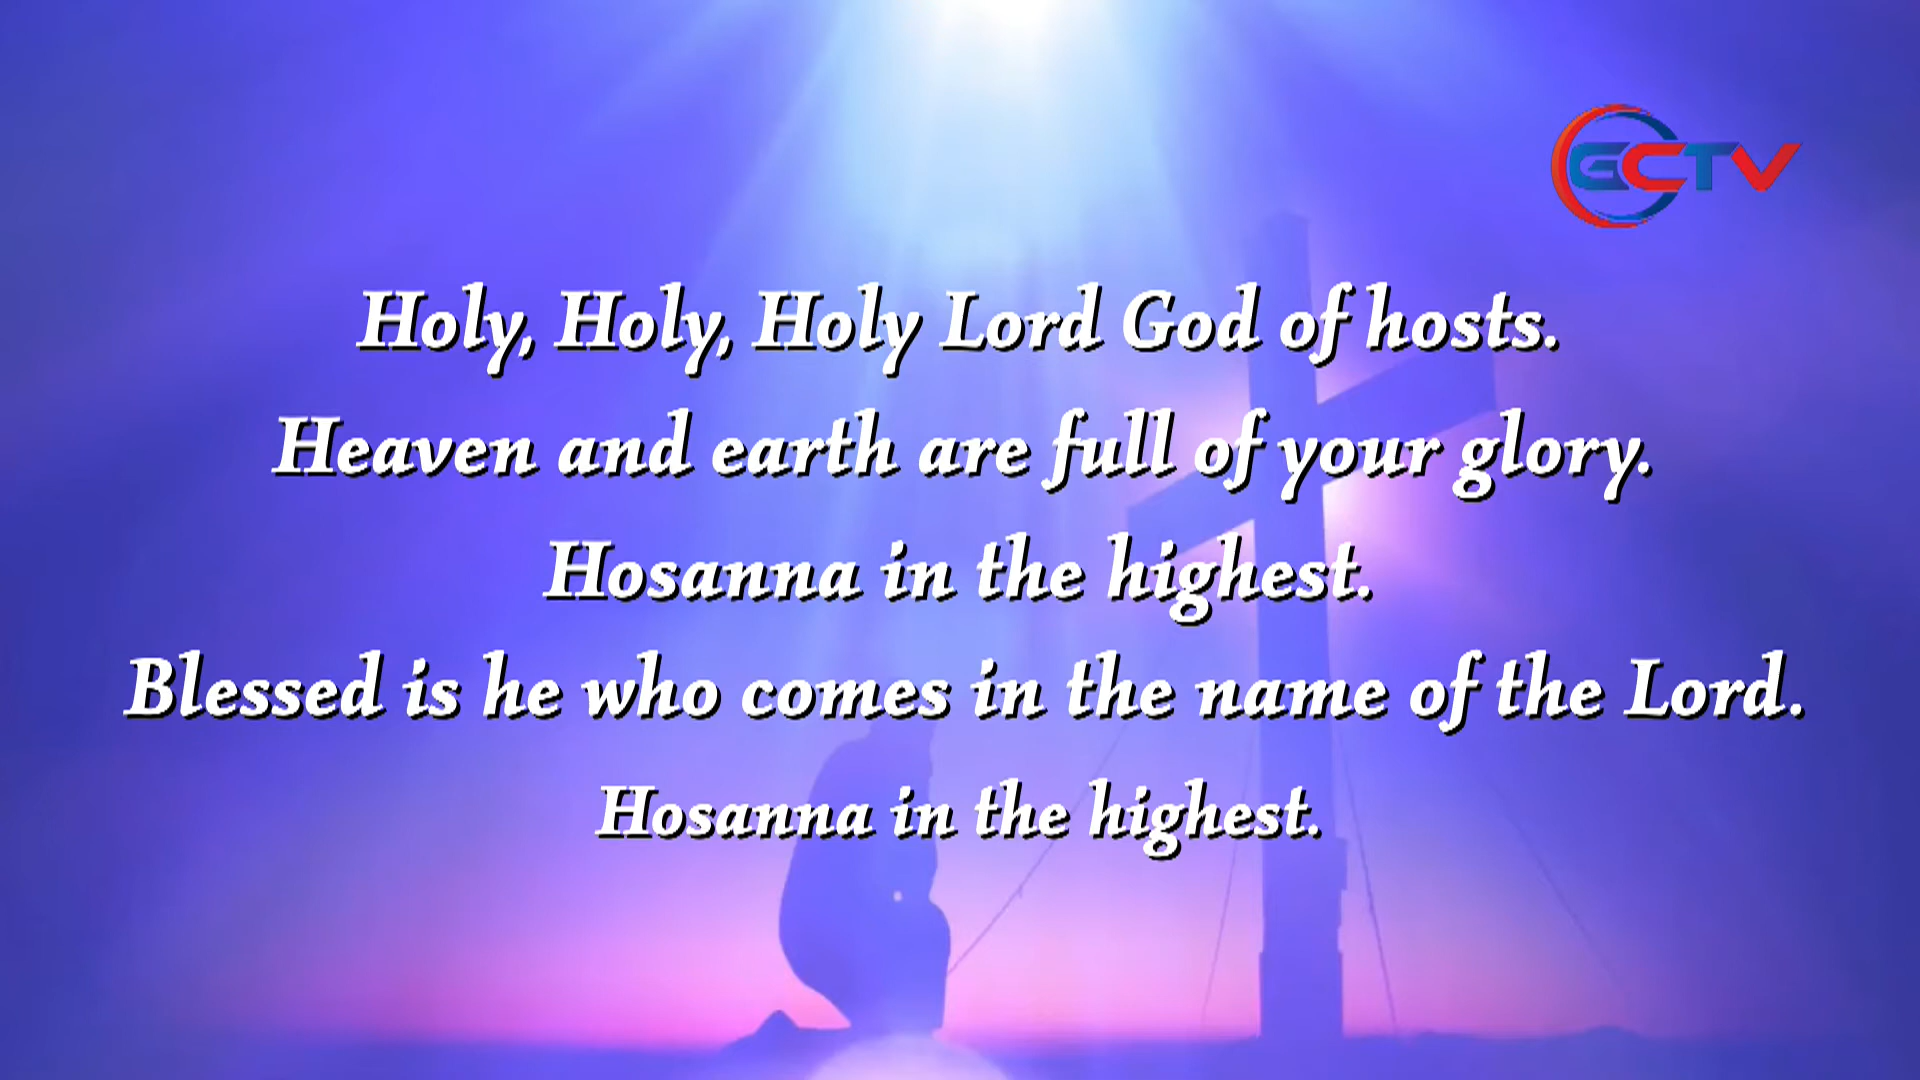 GCTV
Holy, Holy, Holy Lord God of hosts.
Heaven and earth are full of your glory.
Hosanna in the highest.
Blessed is he who comes in the name of the Lord.
Hosanna in the highest.